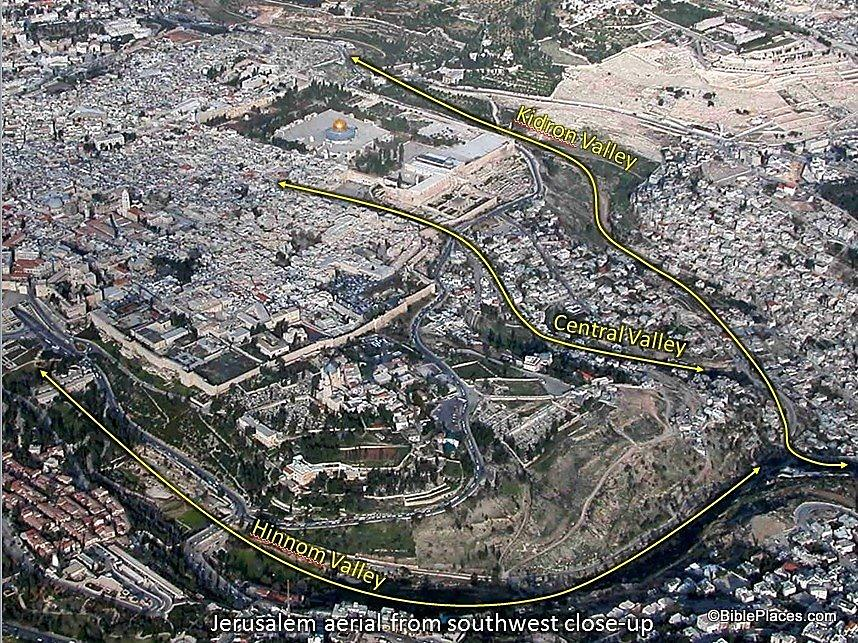 Kidron Valley
Central Valley
Hinnom Valley
Jerusalem aerial from southwest close-up
©BiblePlaces.com